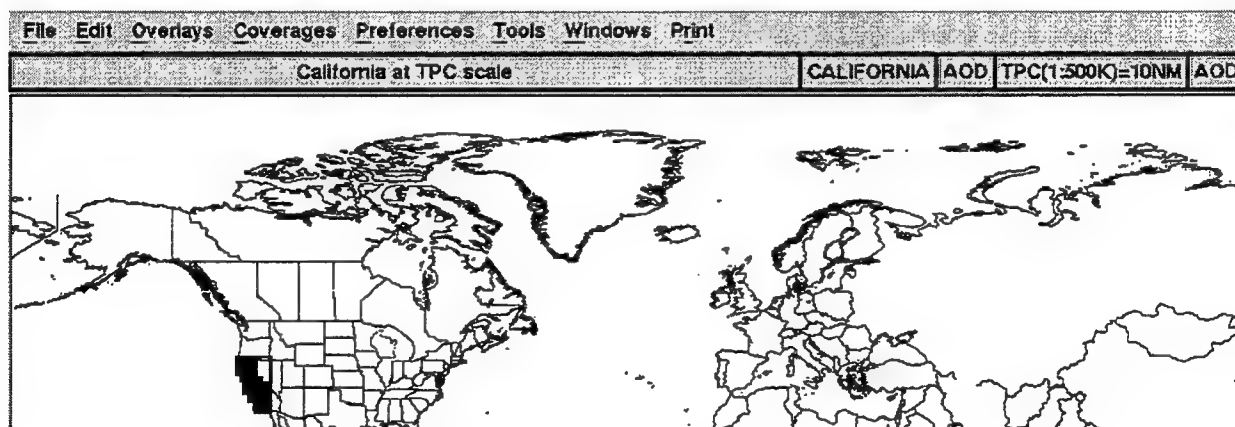 File Edit Overlays Coverages Preferences Tools Windows Print
California at TPC scale CALIFORNIA AOD TPC(1:500K)=10NM AOD